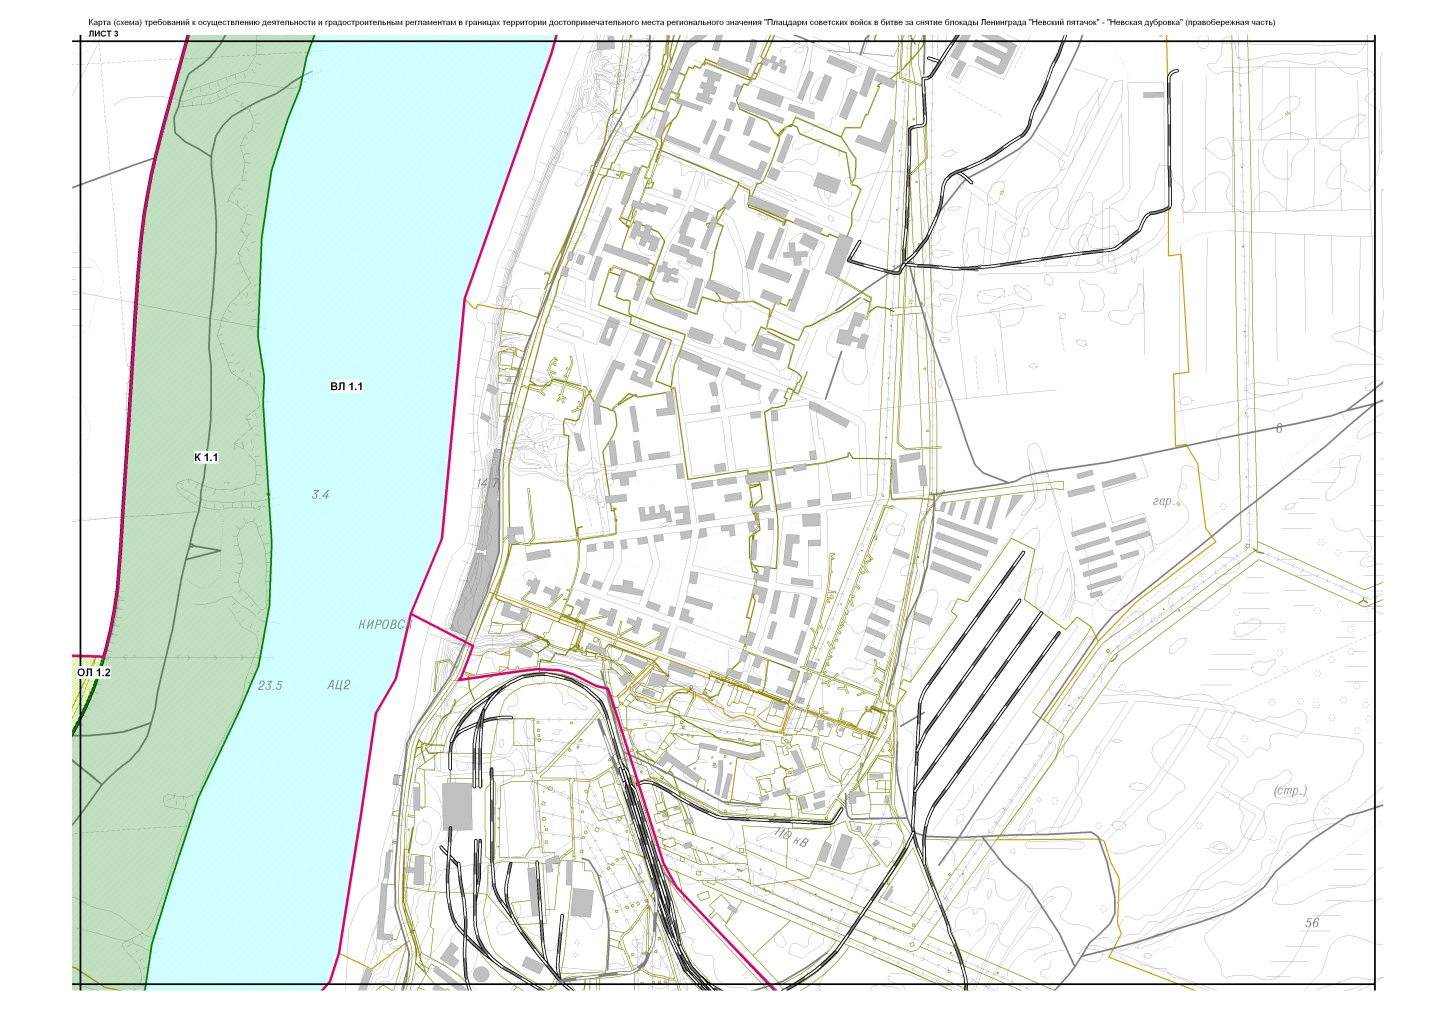 Карта (схема) требований к осуществлению деятельности и градостроительным регламентам в границах территории достопримечательного места регионального значения "Плацдарм советских войск в битве за снятие блокады Ленинграда "Невский пятачок" - "Невская дубровка" (правобережная часть)
ЛИСТ 3
ВЛ 1.1
6
К 1.1
14.7
3.4
гар.
КИРОВСК
ОЛ 1.2
23.5
АЦ2
(стр.)
110 кВ
56